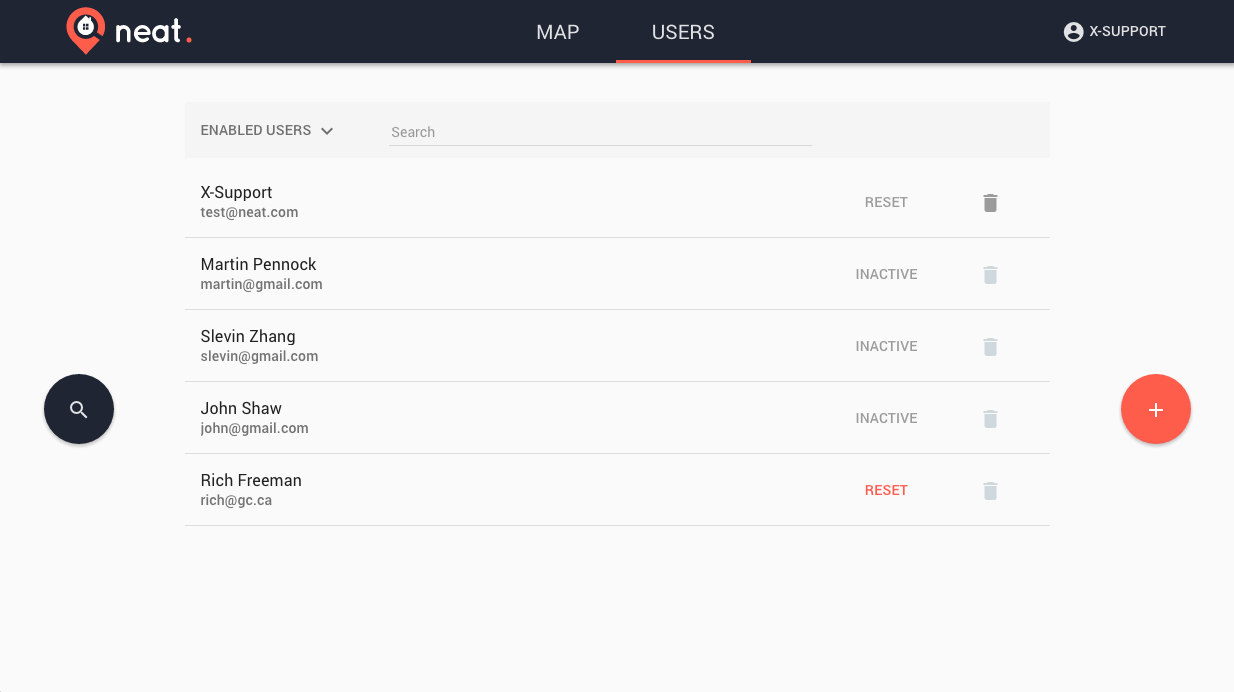 neat.
MAP
USERS
X-SUPPORT
ENABLED USERS
Search
X-Support
test@neat.com
RESET
Martin Pennock
martin@gmail.com
INACTIVE
Slevin Zhang
slevin@gmail.com
INACTIVE
John Shaw
john@gmail.com
INACTIVE
Rich Freeman
rich@gc.ca
RESET